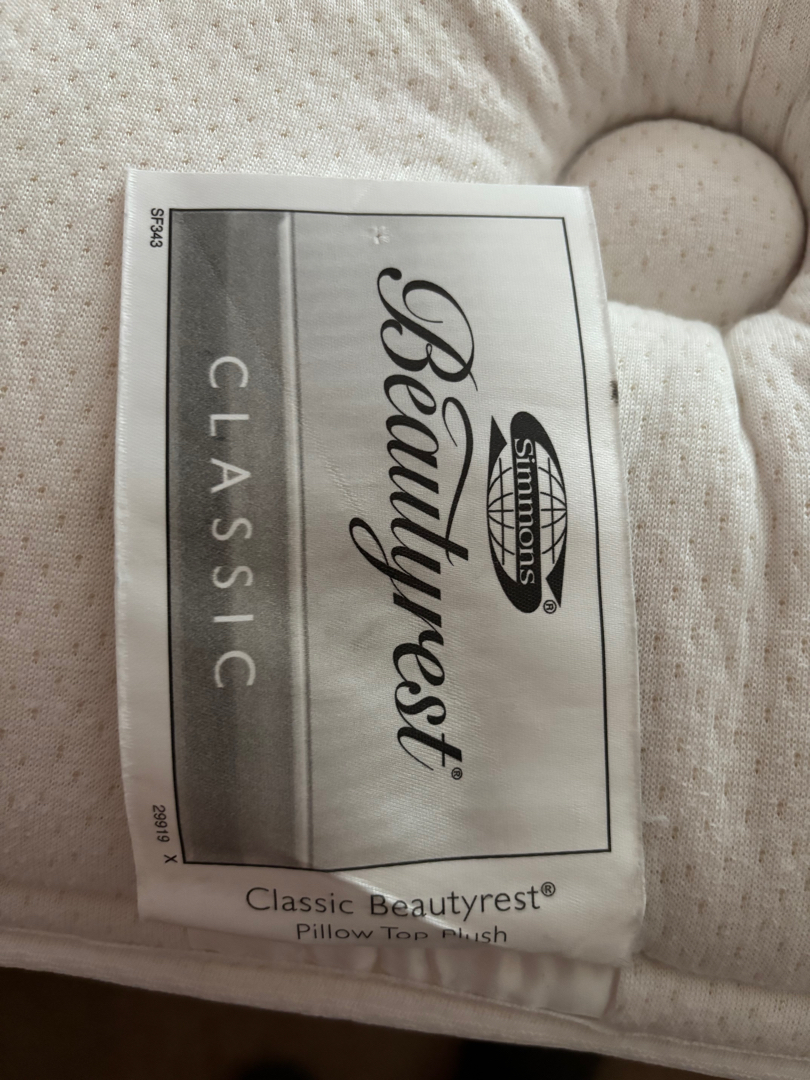 Simmons®
Beautyrest®
CLASSIC
SF343
29919 X
Classic Beautyrest®
Pillow Top Plush